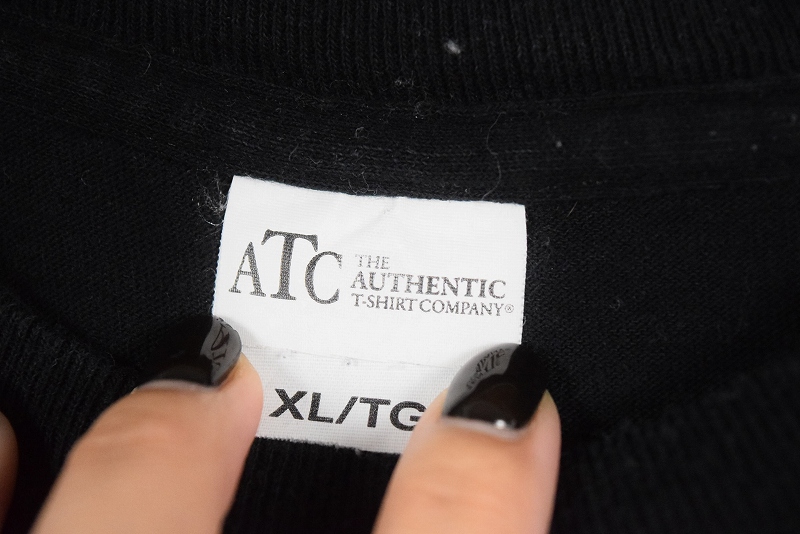 ATC THE
AUTHENTIC
T-SHIRT COMPANY®
XL/TG